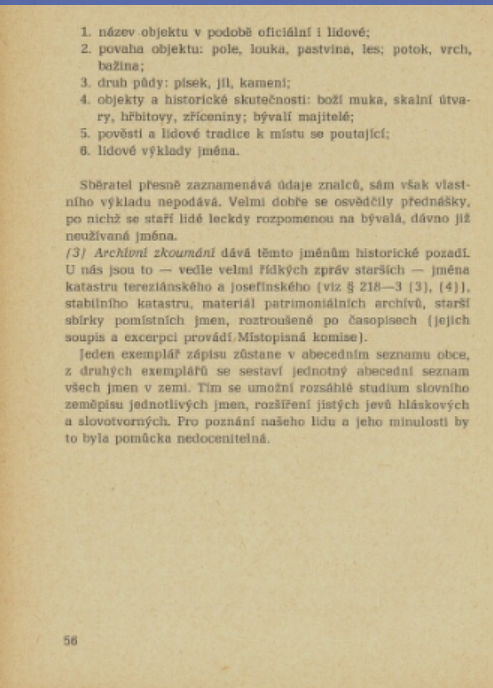 1. název objektu v podobě oficiální i lidové;
2. povaha objektu: pole, louka, pastvina, les; potok, vrch,
bažina;
3. druh půdy: písek, jíl, kamení;
4. objekty a historické skutečnosti: boží muka, skalní útva-
ry, hřbitovy, zříceniny; bývalí majitelé;
5. pověsti a lidové tradice k místu se poutající;
6. lidové výklady jména.
Sběratel přesně zaznamenává údaje znalců, sám však vlast-
ního výkladu nepodává. Velmi dobře se osvědčily přednášky,
po nichž se staří lidé leckdy rozpomenou na bývalá, dávno již
neužívaná jména.
(3) Archivní zkoumání dává těmto jménům historické pozadí.
U nás jsou to — vedle velmi řídkých zpráv starších — jména
katastru tereziánského a josefínského (viz § 218—3 (3), (4)),
stabilního katastru, materiál patrimoniálních archívů, starší
sbírky pomístních jmen, roztroušené po časopisech (jejich
soupis a excerpci provádí Místopisná komise).
Jeden exemplář zápisu zůstane v abecedním seznamu obce,
z druhých exemplářů se sestaví jednotný abecední seznam
všech jmen v zemi. Tím se umožní rozsáhlé studium slovního
zeměpisu jednotlivých jmen, rozšíření jistých jevů hláskových
a slovotvorných. Pro poznání našeho lidu a jeho minulosti by
to byla pomůcka nedocenitelná.
56